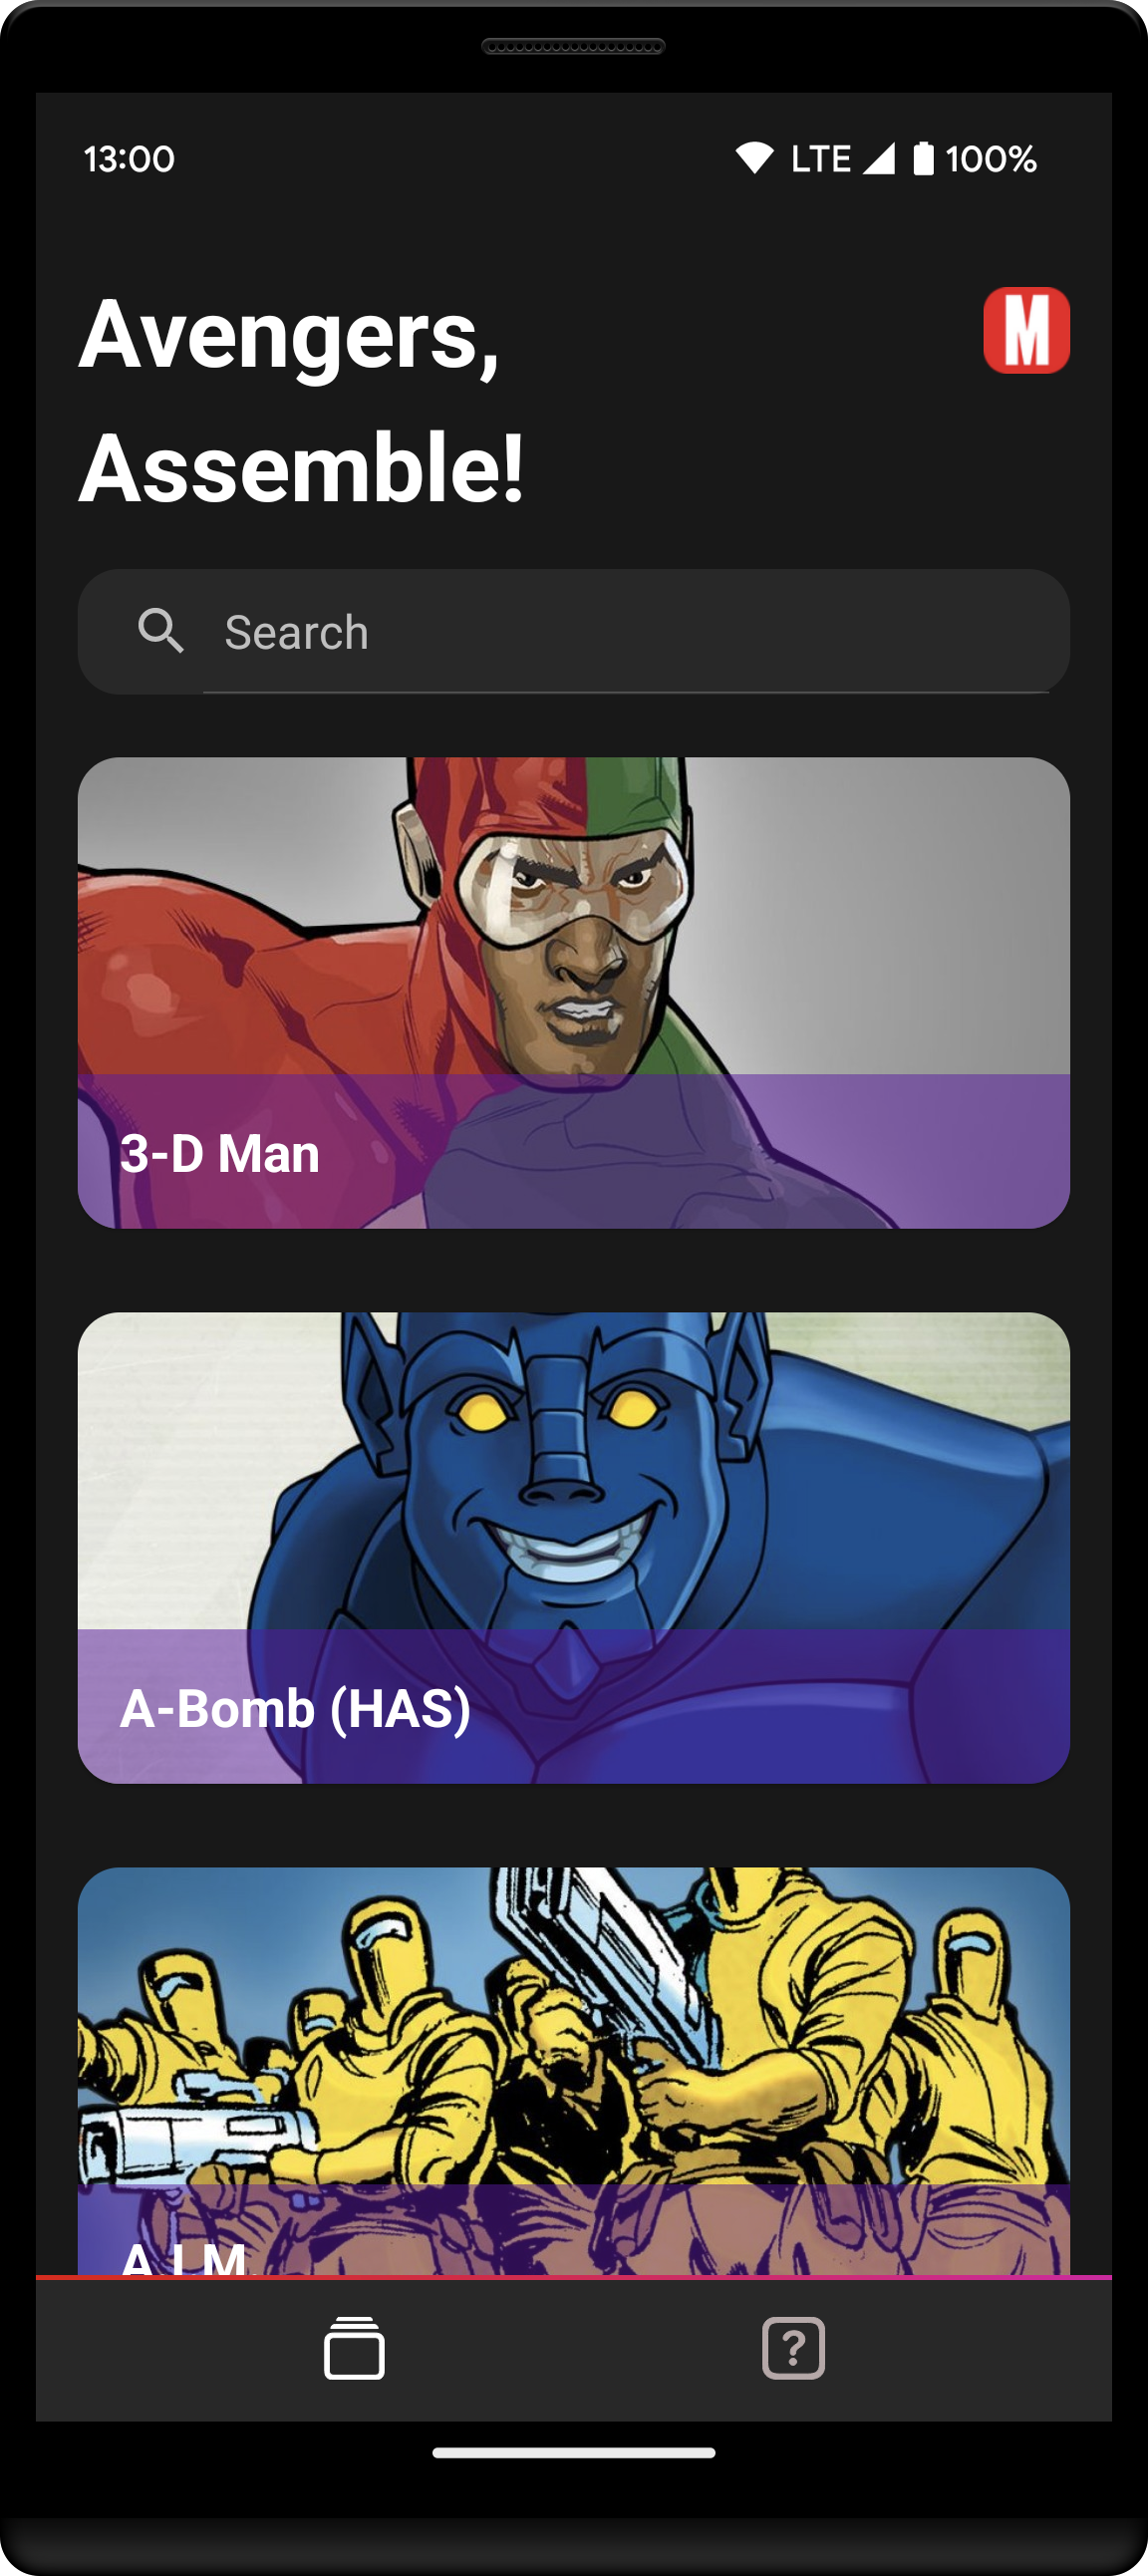 13:00 LTE 100%
Avengers,
M
Assemble!
Search
3-D Man
A-Bomb (HAS)
A.I.M.
?